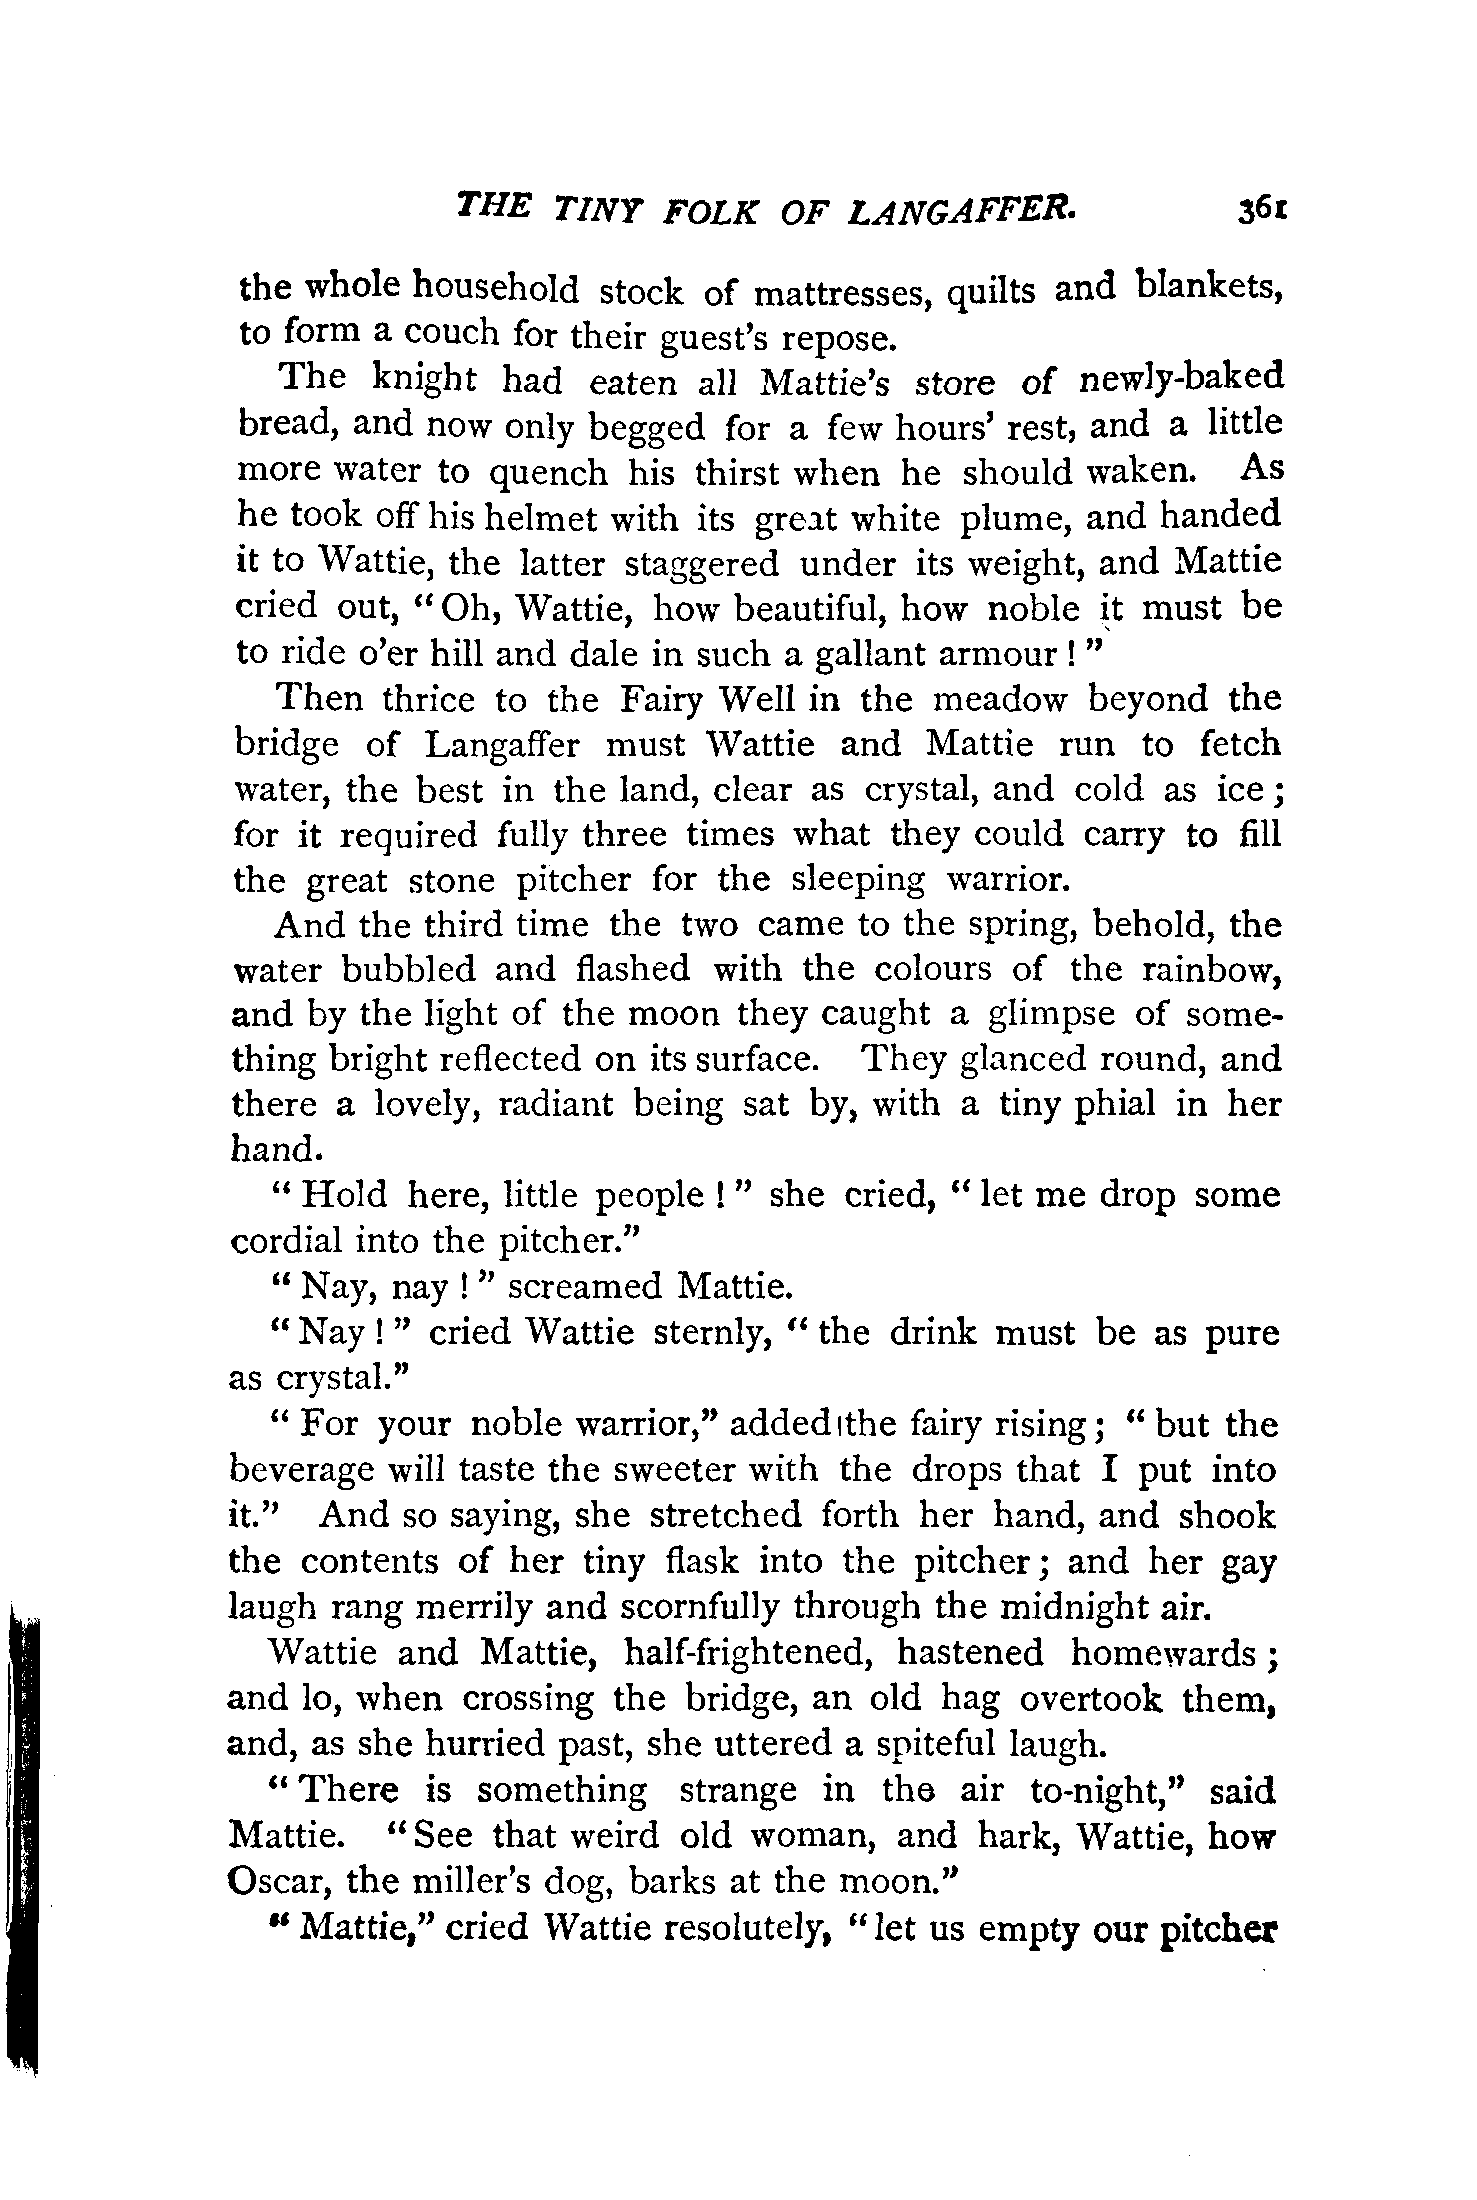 THE TINY FOLK OF LANGAFFER. 361
the whole household stock of mattresses, quilts and blankets,
to form a couch for their guest's repose.
The knight had eaten all Mattie's store of newly-baked
bread, and now only begged for a few hours' rest, and a little
more water to quench his thirst when he should waken. As
he took off his helmet with its great white plume, and handed
it to Wattie, the latter staggered under its weight, and Mattie
cried out, "Oh, Wattie, how beautiful, how noble it must be
to ride o'er hill and dale in such a gallant armour!"
Then thrice to the Fairy Well in the meadow beyond the
bridge of Langaffer must Wattie and Mattie run to fetch
water, the best in the land, clear as crystal, and cold as ice;
for it required fully three times what they could carry to fill
the great stone pitcher for the sleeping warrior.
And the third time the two came to the spring, behold, the
water bubbled and flashed with the colours of the rainbow,
and by the light of the moon they caught a glimpse of some-
thing bright reflected on its surface. They glanced round, and
there a lovely, radiant being sat by, with a tiny phial in her
hand.
"Hold here, little people!" she cried, "let me drop some
cordial into the pitcher."
"Nay, nay!" screamed Mattie.
"Nay!" cried Wattie sternly, "the drink must be as pure
as crystal."
"For your noble warrior," added the fairy rising; "but the
beverage will taste the sweeter with the drops that I put into
it." And so saying, she stretched forth her hand, and shook
the contents of her tiny flask into the pitcher; and her gay
laugh rang merrily and scornfully through the midnight air.
Wattie and Mattie, half-frightened, hastened homewards;
and lo, when crossing the bridge, an old hag overtook them,
and, as she hurried past, she uttered a spiteful laugh.
"There is something strange in the air to-night," said
Mattie. "See that weird old woman, and hark, Wattie, how
Oscar, the miller's dog, barks at the moon."
"Mattie," cried Wattie resolutely, "let us empty our pitcher